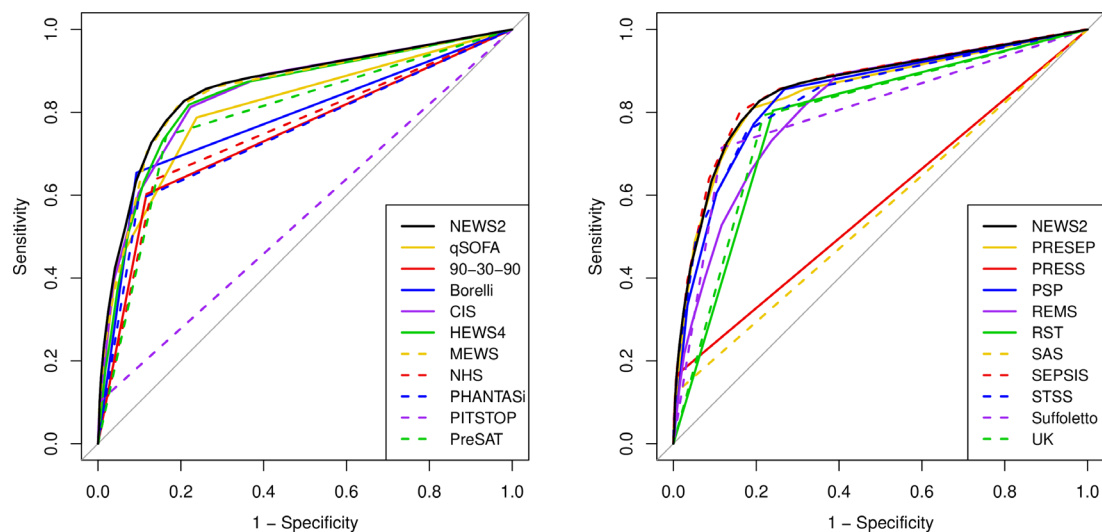 1.0
0.8
0.6
0.4
0.2
0.0
Sensitivity
0.0 0.2 0.4 0.6 0.8 1.0
1 − Specificity
NEWS2
qSOFA
90−30−90
Borelli
CIS
HEWS4
MEWS
NHS
PHANTASi
PITSTOP
PreSAT
1.0
0.8
0.6
0.4
0.2
0.0
Sensitivity
0.0 0.2 0.4 0.6 0.8 1.0
1 − Specificity
NEWS2
PRESEP
PRESS
PSP
REMS
RST
SAS
SEPSIS
STSS
Suffoletto
UK